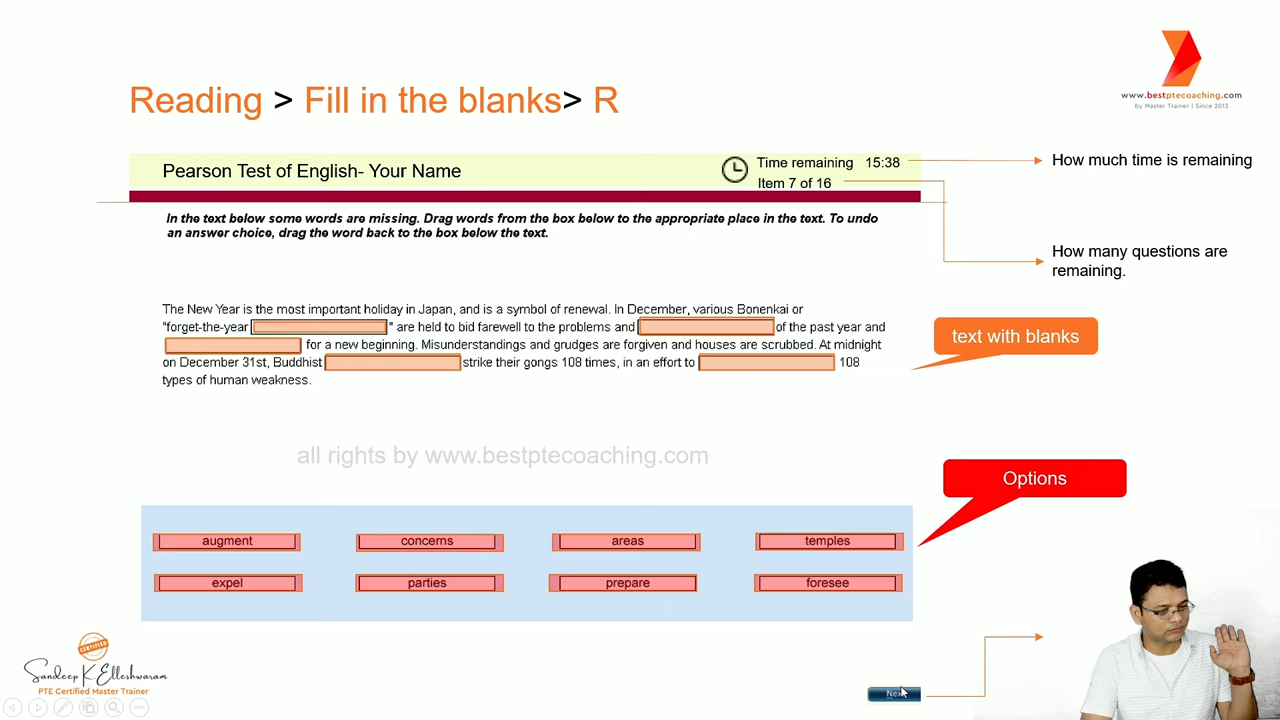 Reading > Fill in the blanks> R
www.bestptecoaching.com
by Master Trainer | Since 2013
Pearson Test of English- Your Name
Time remaining 15:38
Item 7 of 16
How much time is remaining
In the text below some words are missing. Drag words from the box below to the appropriate place in the text. To undo
an answer choice, drag the word back to the box below the text.
How many questions are
remaining.
The New Year is the most important holiday in Japan, and is a symbol of renewal. In December, various Bonenkai or
"forget-the-year " are held to bid farewell to the problems and of the past year and
for a new beginning. Misunderstandings and grudges are forgiven and houses are scrubbed. At midnight
on December 31st, Buddhist strike their gongs 108 times, in an effort to 108
types of human weakness.
text with blanks
all rights by www.bestptecoaching.com
Options
augment concerns areas temples
expel parties prepare foresee
CERTIFIED
Sandeep K. Elleshwaram
PTE Certified Master Trainer